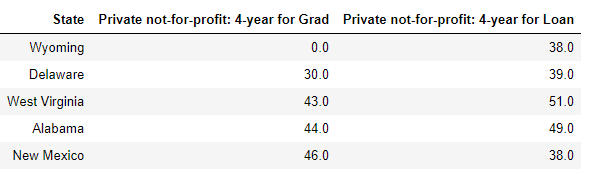 State Private not-for-profit: 4-year for Grad Private not-for-profit: 4-year for Loan
Wyoming 0.0 38.0
Delaware 30.0 39.0
West Virginia 43.0 51.0
Alabama 44.0 49.0
New Mexico 46.0 38.0